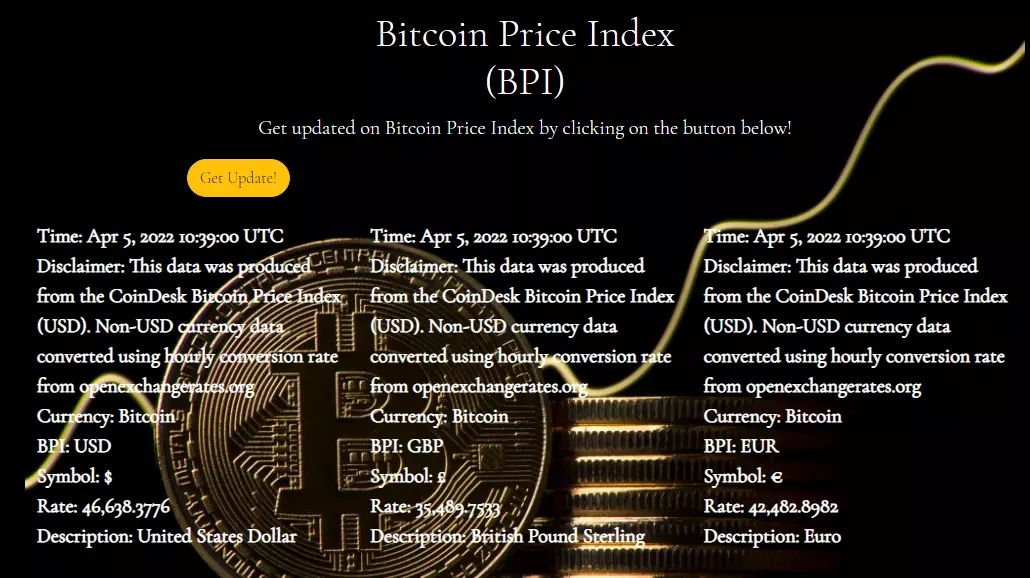 Bitcoin Price Index
(BPI)
Get updated on Bitcoin Price Index by clicking on the button below!
Get Update!
Time: Apr 5, 2022 10:39:00 UTC
Disclaimer: This data was produced
from the CoinDesk Bitcoin Price Index
(USD). Non-USD currency data
converted using hourly conversion rate
from openexchangerates.org
Currency: Bitcoin
BPI: USD
Symbol: $
Rate: 46,638.3776
Description: United States Dollar
Time: Apr 5, 2022 10:39:00 UTC
Disclaimer: This data was produced
from the CoinDesk Bitcoin Price Index
(USD). Non-USD currency data
converted using hourly conversion rate
from openexchangerates.org
Currency: Bitcoin
BPI: GBP
Symbol: £
Rate: 35,489.7533
Description: British Pound Sterling
Time: Apr 5, 2022 10:39:00 UTC
Disclaimer: This data was produced
from the CoinDesk Bitcoin Price Index
(USD). Non-USD currency data
converted using hourly conversion rate
from openexchangerates.org
Currency: Bitcoin
BPI: EUR
Symbol: €
Rate: 42,482.8982
Description: Euro